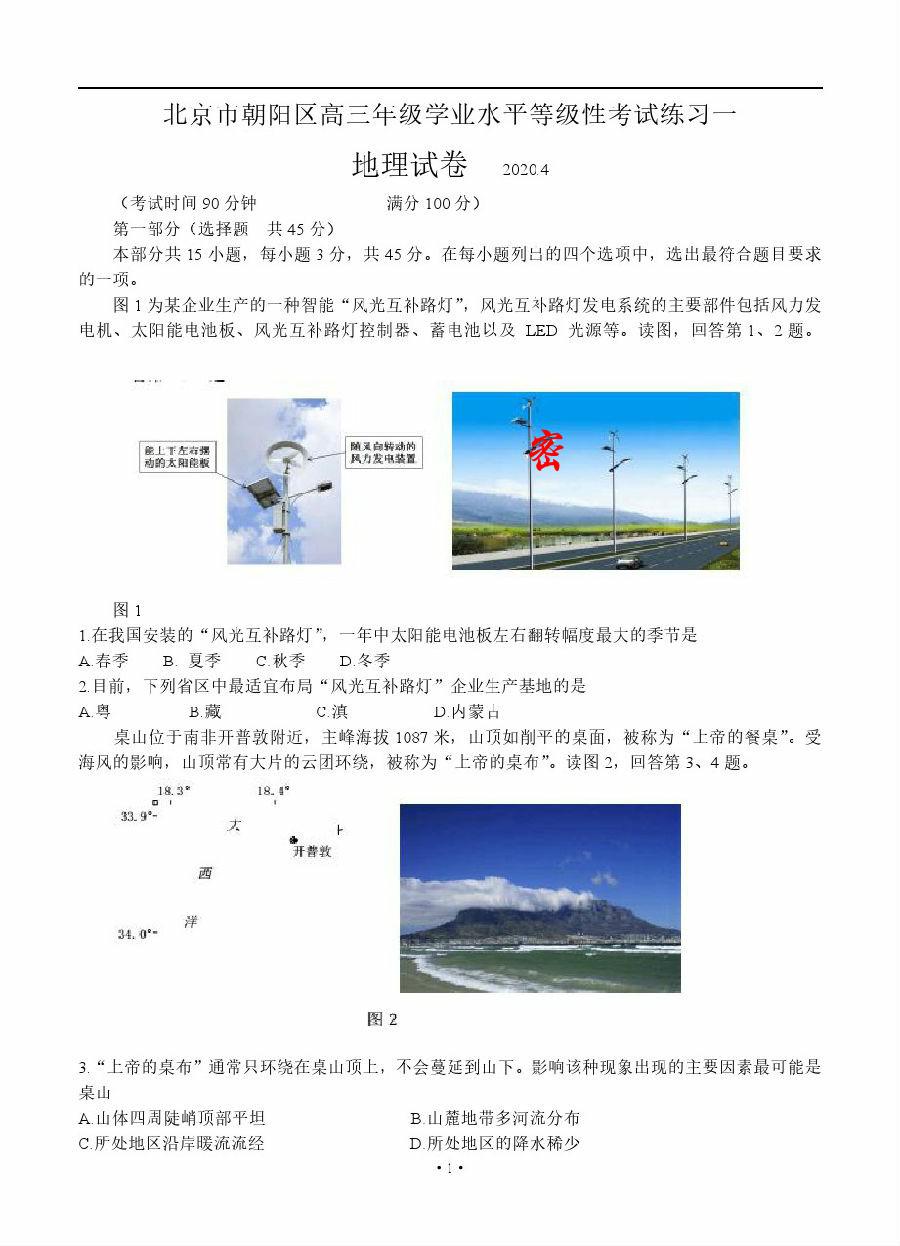 北京市朝阳区高三年级学业水平等级性考试练习一
地理试卷 2020.4
（考试时间 90 分钟 满分 100 分）
第一部分（选择题 共 45 分）
本部分共 15 小题，每小题 3 分，共 45 分。在每小题列出的四个选项中，选出最符合题目要求
的一项。
图 1 为某企业生产的一种智能“风光互补路灯”，风光互补路灯发电系统的主要部件包括风力发
电机、太阳能电池板、风光互补路灯控制器、蓄电池以及 LED 光源等。读图，回答第 1、2 题。
能上下左右摆
动的太阳能板
随风向转动的
风力发电装置
密
图 1
1.在我国安装的“风光互补路灯”，一年中太阳能电池板左右翻转幅度最大的季节是
A.春季 B. 夏季 C.秋季 D.冬季
2.目前，下列省区中最适宜布局“风光互补路灯”企业生产基地的是
A.粤 B.藏 C.滇 D.内蒙古
桌山位于南非开普敦附近，主峰海拔 1087 米，山顶如削平的桌面，被称为“上帝的餐桌”。受
海风的影响，山顶常有大片的云团环绕，被称为“上帝的桌布”。读图 2，回答第 3、4 题。
18.3° 18.4°
33.9°
大
开普敦
西
洋
34.0°
图 2
3.“上帝的桌布”通常只环绕在桌山顶上，不会蔓延到山下。影响该种现象出现的主要因素最可能是
桌山
A.山体四周陡峭顶部平坦 B.山麓地带多河流分布
C.所处地区沿岸暖流流经 D.所处地区的降水稀少
·1·